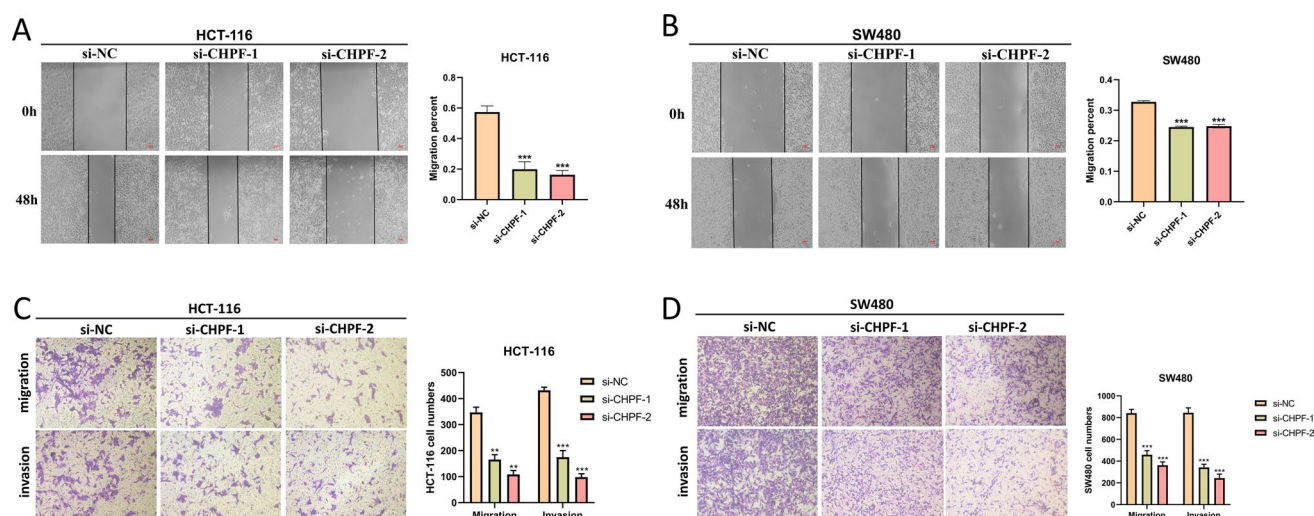 A
HCT-116
si-NC si-CHPF-1 si-CHPF-2
0h
48h
HCT-116
Migration percent
0.8
0.6
0.4
0.2
0.0
***
***
si-NC
si-CHPF-1
si-CHPF-2
B
SW480
si-NC si-CHPF-1 si-CHPF-2
0h
48h
SW480
Migration percent
0.4
0.3
0.2
0.1
0.0
***
***
si-NC
si-CHPF-1
si-CHPF-2
C
HCT-116
si-NC si-CHPF-1 si-CHPF-2
migration
invasion
HCT-116
HCT-116 cell numbers
500
400
300
200
100
0
**
**
***
***
Migration Invasion
si-NC
si-CHPF-1
si-CHPF-2
D
SW480
si-NC si-CHPF-1 si-CHPF-2
migration
invasion
SW480
SW480 cell numbers
1000
800
600
400
200
0
***
***
***
***
Migration Invasion
si-NC
si-CHPF-1
si-CHPF-2